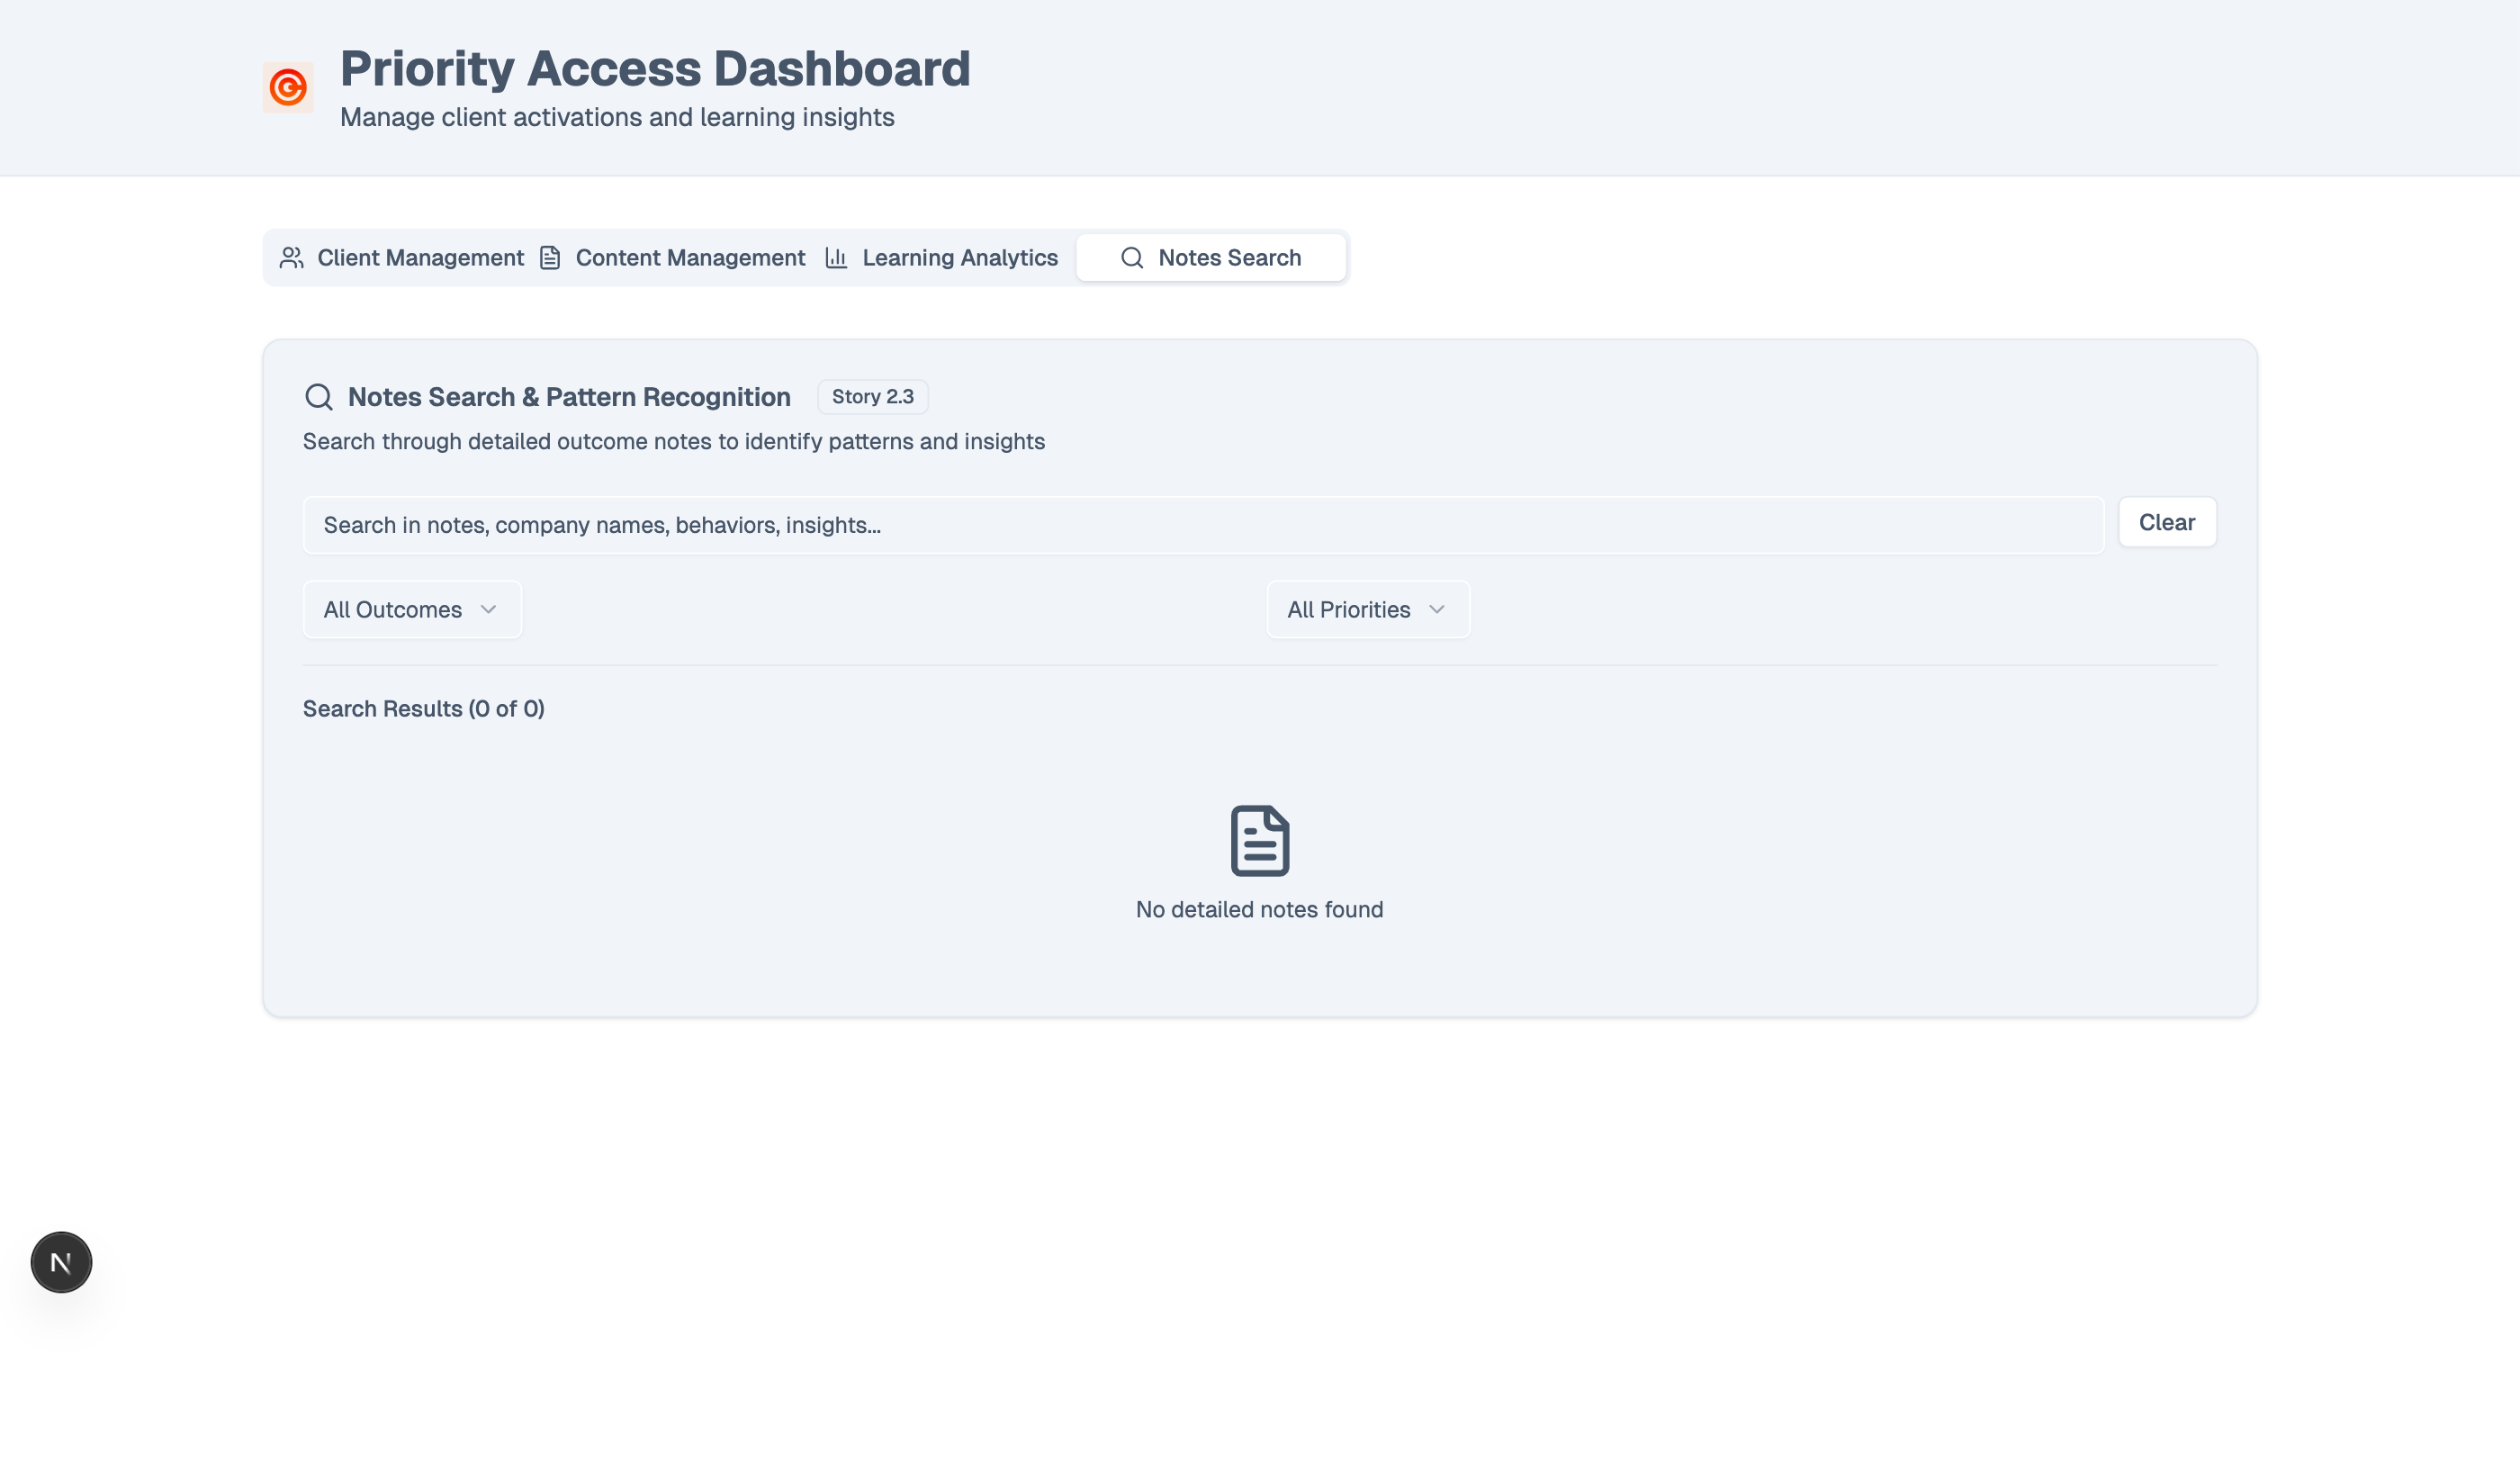 Priority Access Dashboard
Manage client activations and learning insights
Client Management Content Management Learning Analytics Notes Search
Notes Search & Pattern Recognition Story 2.3
Search through detailed outcome notes to identify patterns and insights
Search in notes, company names, behaviors, insights... Clear
All Outcomes All Priorities
Search Results (0 of 0)
No detailed notes found
N